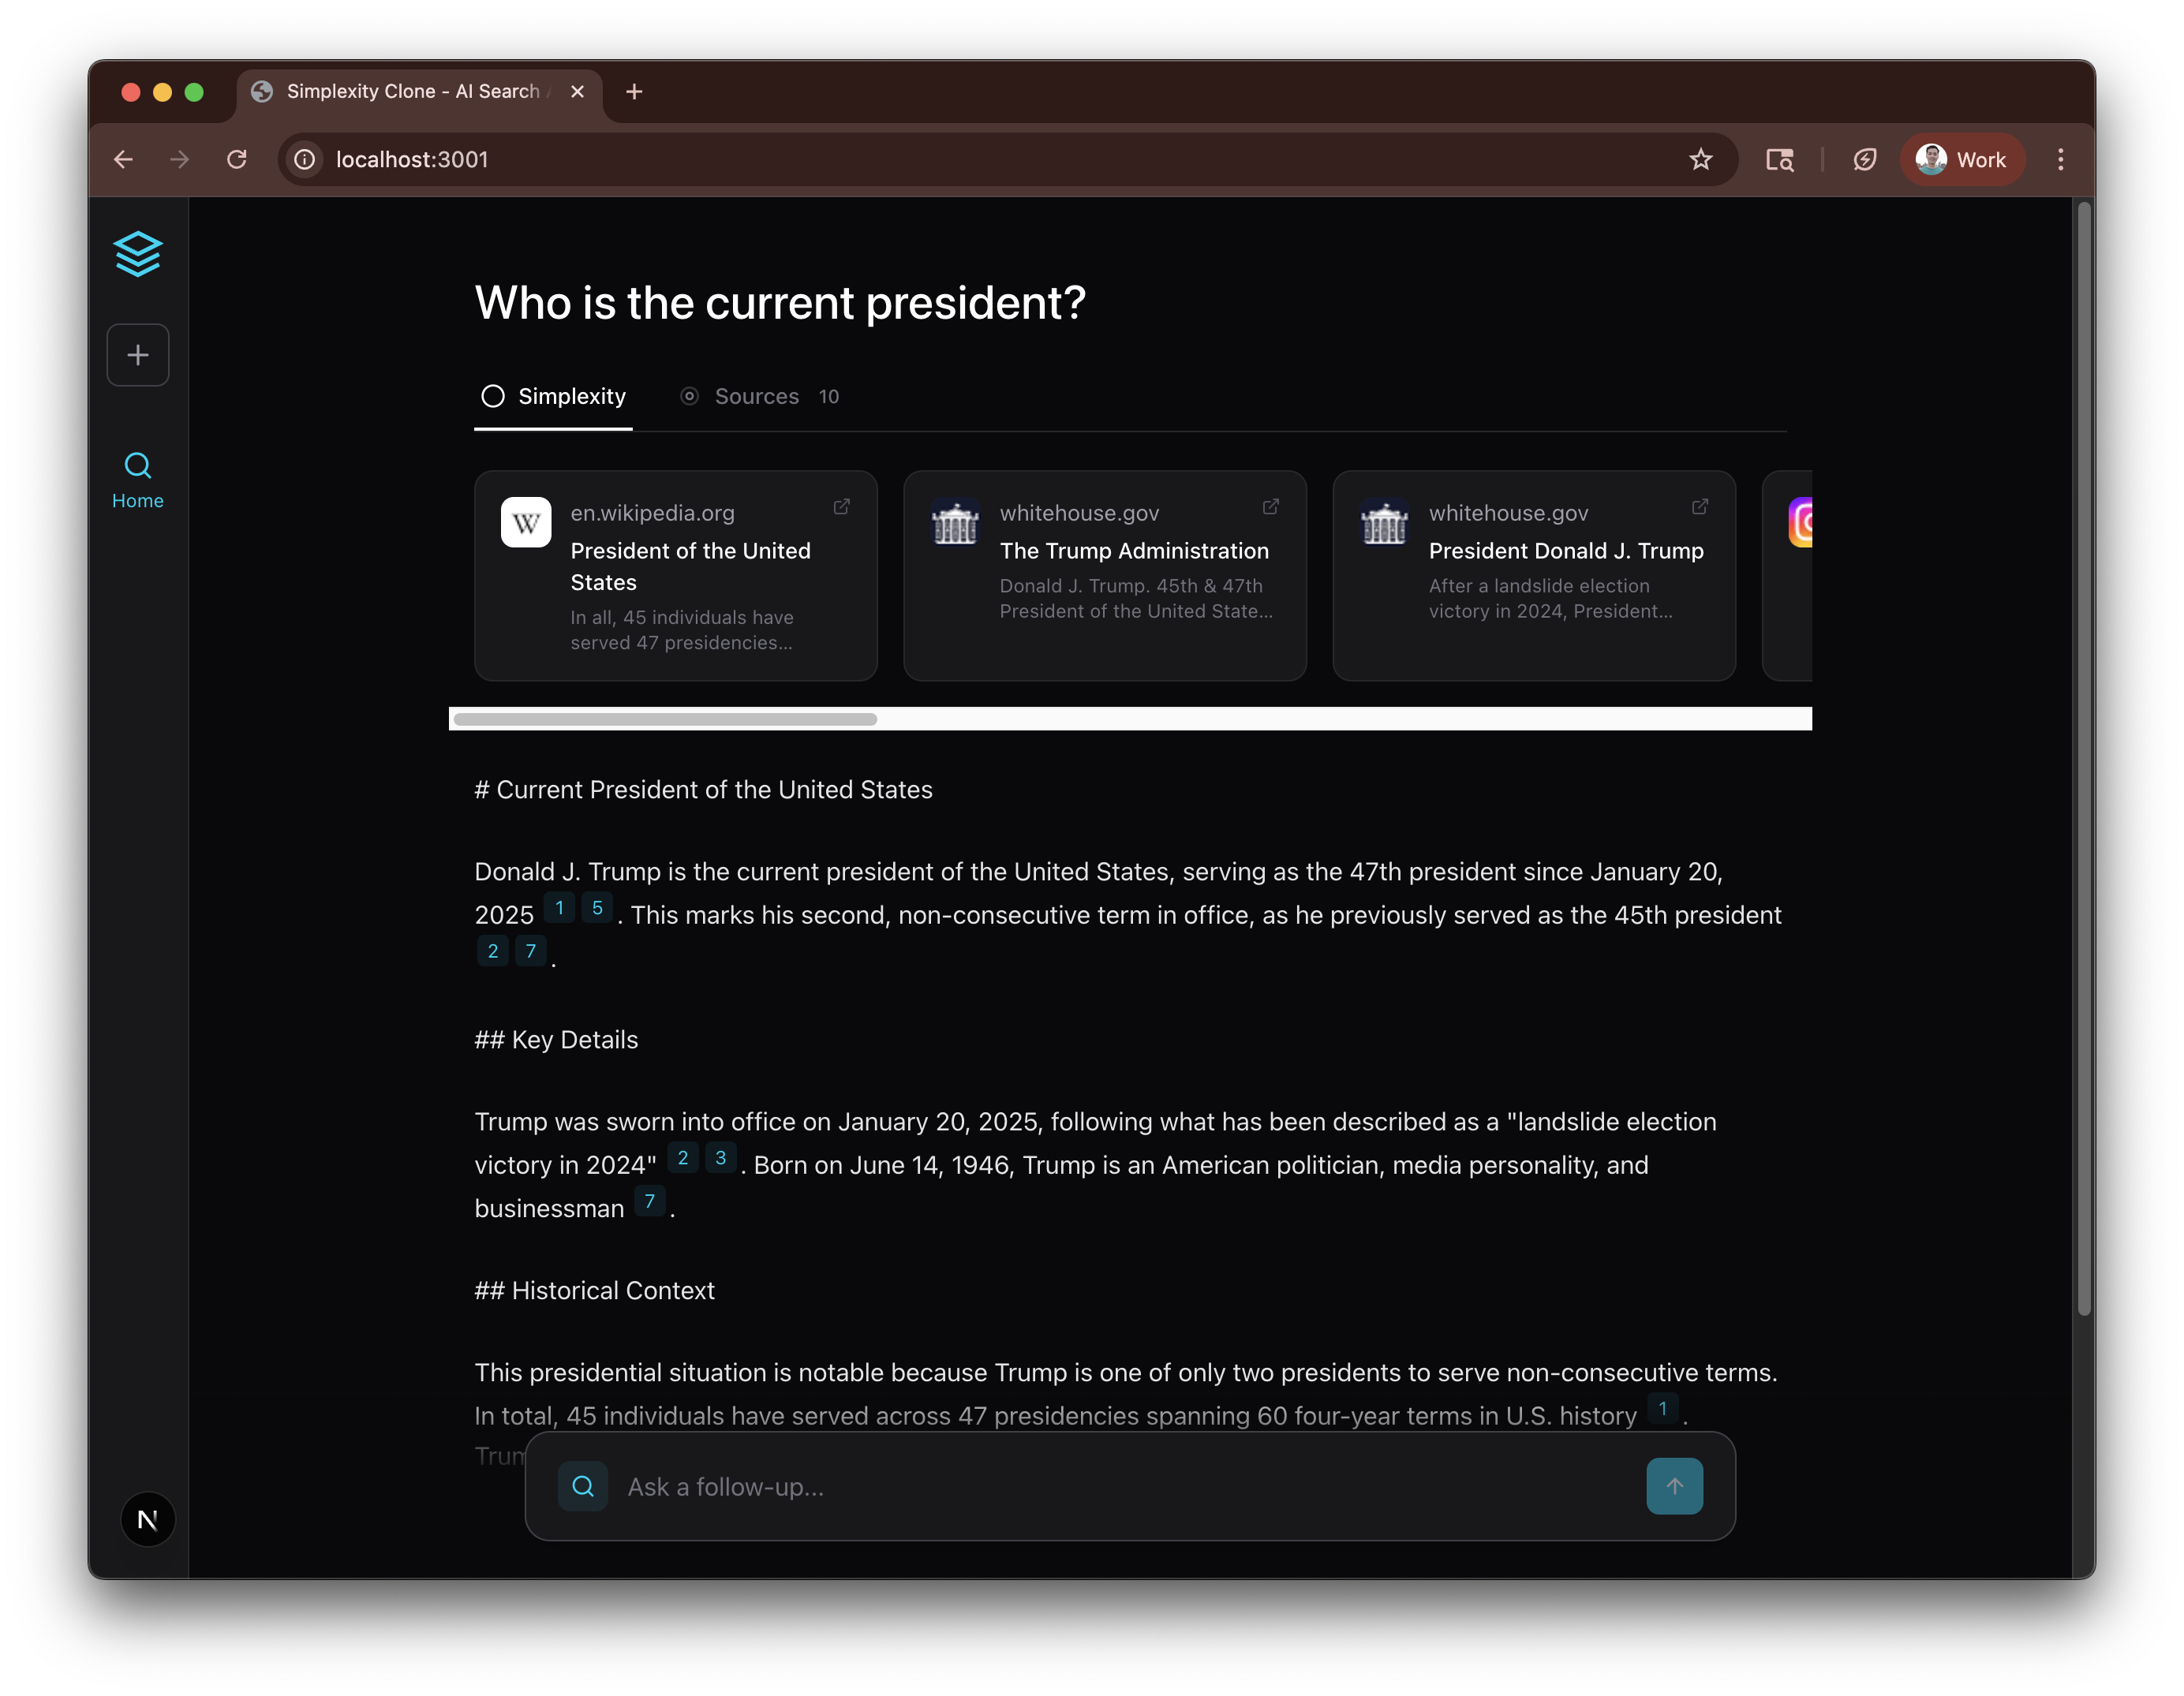 Simplexity Clone - AI Search
localhost:3001
Work
Home
Who is the current president?
Simplexity
Sources 10
en.wikipedia.org
President of the United
States
In all, 45 individuals have
served 47 presidencies...
whitehouse.gov
The Trump Administration
Donald J. Trump. 45th & 47th
President of the United State...
whitehouse.gov
President Donald J. Trump
After a landslide election
victory in 2024, President...
# Current President of the United States
Donald J. Trump is the current president of the United States, serving as the 47th president since January 20,
2025 1 5 . This marks his second, non-consecutive term in office, as he previously served as the 45th president
2 7 .
## Key Details
Trump was sworn into office on January 20, 2025, following what has been described as a "landslide election
victory in 2024" 2 3 . Born on June 14, 1946, Trump is an American politician, media personality, and
businessman 7 .
## Historical Context
This presidential situation is notable because Trump is one of only two presidents to serve non-consecutive terms.
In total, 45 individuals have served across 47 presidencies spanning 60 four-year terms in U.S. history 1 .
Ask a follow-up...
N